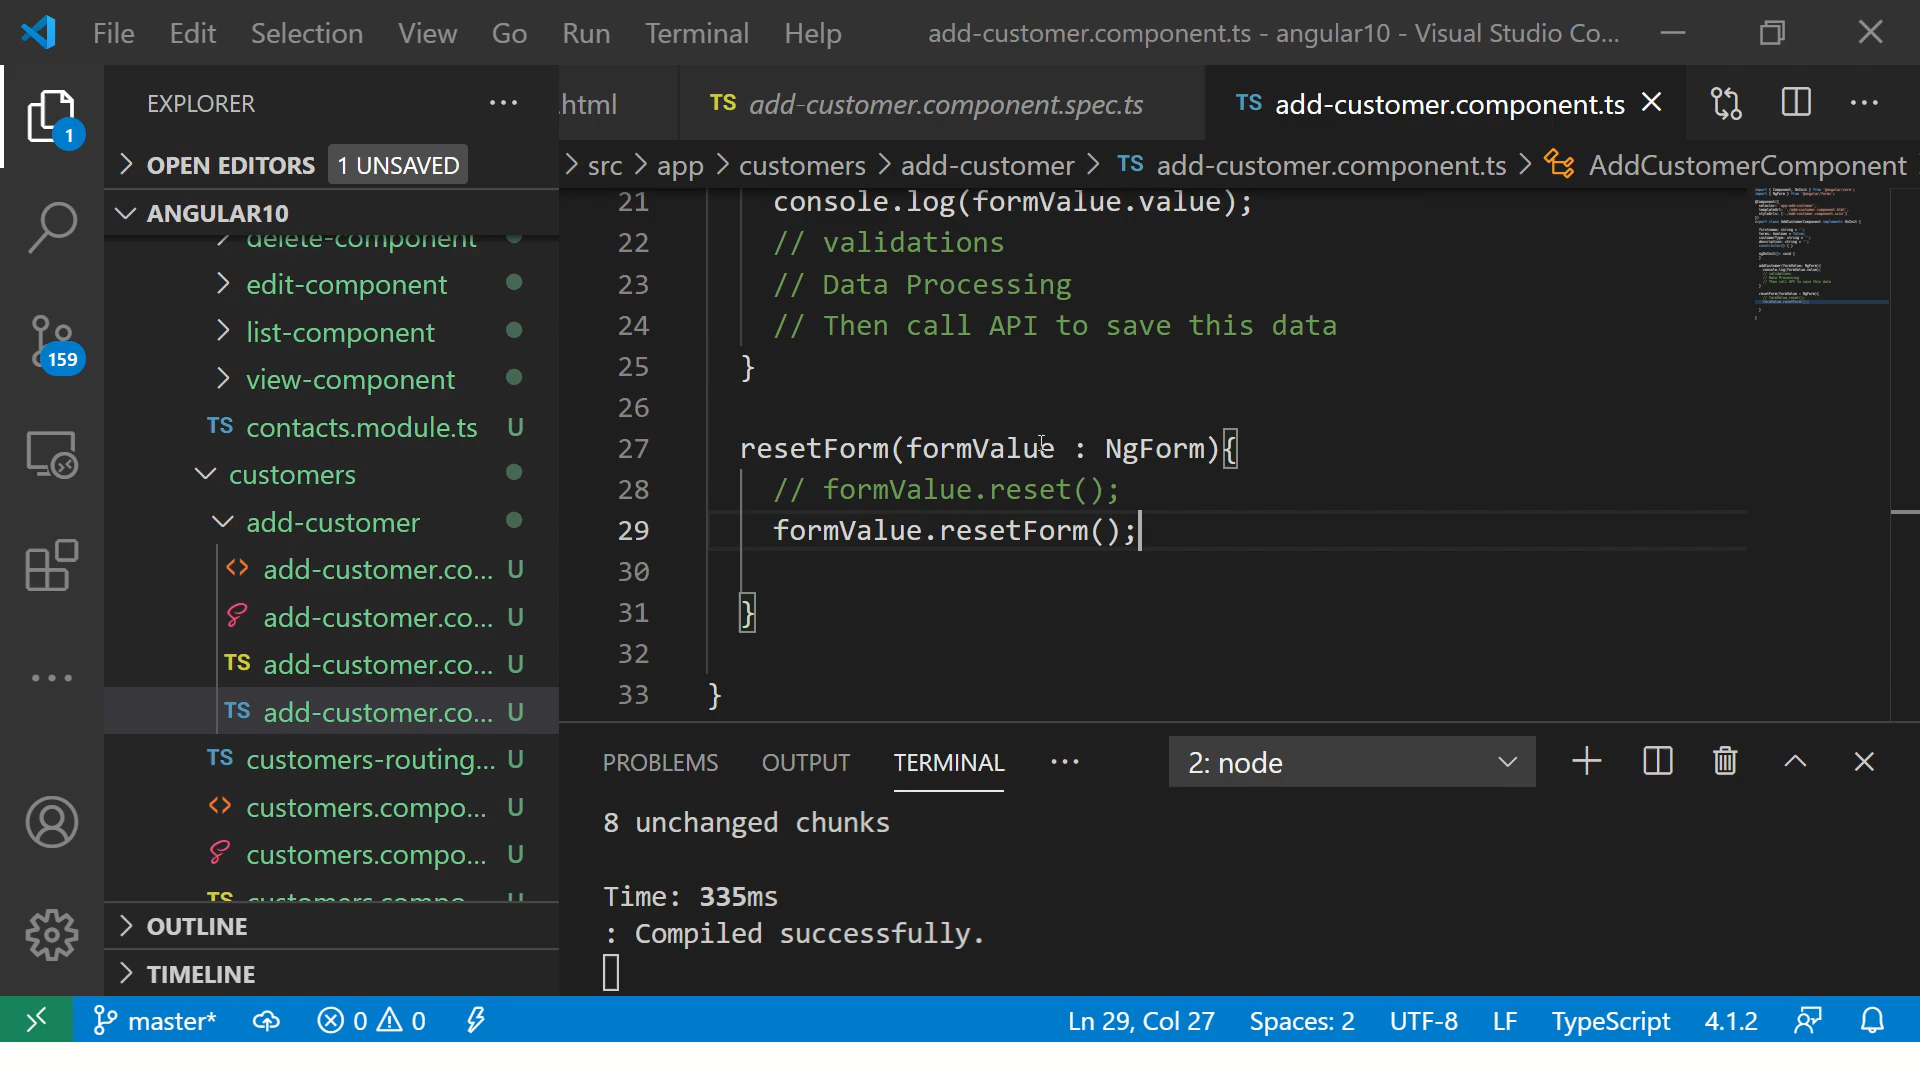 File Edit Selection View Go Run Terminal Help add-customer.component.ts - angular10 - Visual Studio Co...
EXPLORER
.html
TS add-customer.component.spec.ts
TS add-customer.component.ts
1
OPEN EDITORS 1 UNSAVED
src app customers add-customer TS add-customer.component.ts AddCustomerComponent
ANGULAR10
delete-component
edit-component
list-component
view-component
TS contacts.module.ts U
customers
add-customer
add-customer.co... U
add-customer.co... U
TS add-customer.co... U
TS add-customer.co... U
TS customers-routing... U
customers.compo... U
customers.compo... U
TS customers.compo... U
OUTLINE
TIMELINE
159
21 console.log(formValue.value);
22 // validations
23 // Data Processing
24 // Then call API to save this data
25 }
26
27 resetForm(formValue : NgForm){
28 // formValue.reset();
29 formValue.resetForm();
30
31 }
32
33 }
PROBLEMS OUTPUT TERMINAL 2: node
8 unchanged chunks
Time: 335ms
: Compiled successfully.
master* 0 0 Ln 29, Col 27 Spaces: 2 UTF-8 LF TypeScript 4.1.2